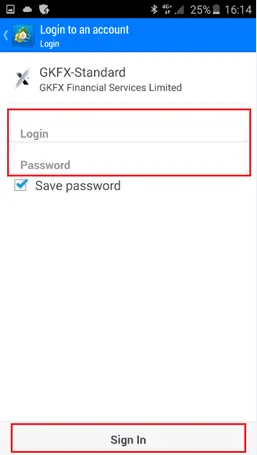 4G+ 25% 16:14
Login to an account
Login
GKFX-Standard
GKFX Financial Services Limited
Login
Password
Save password
Sign In